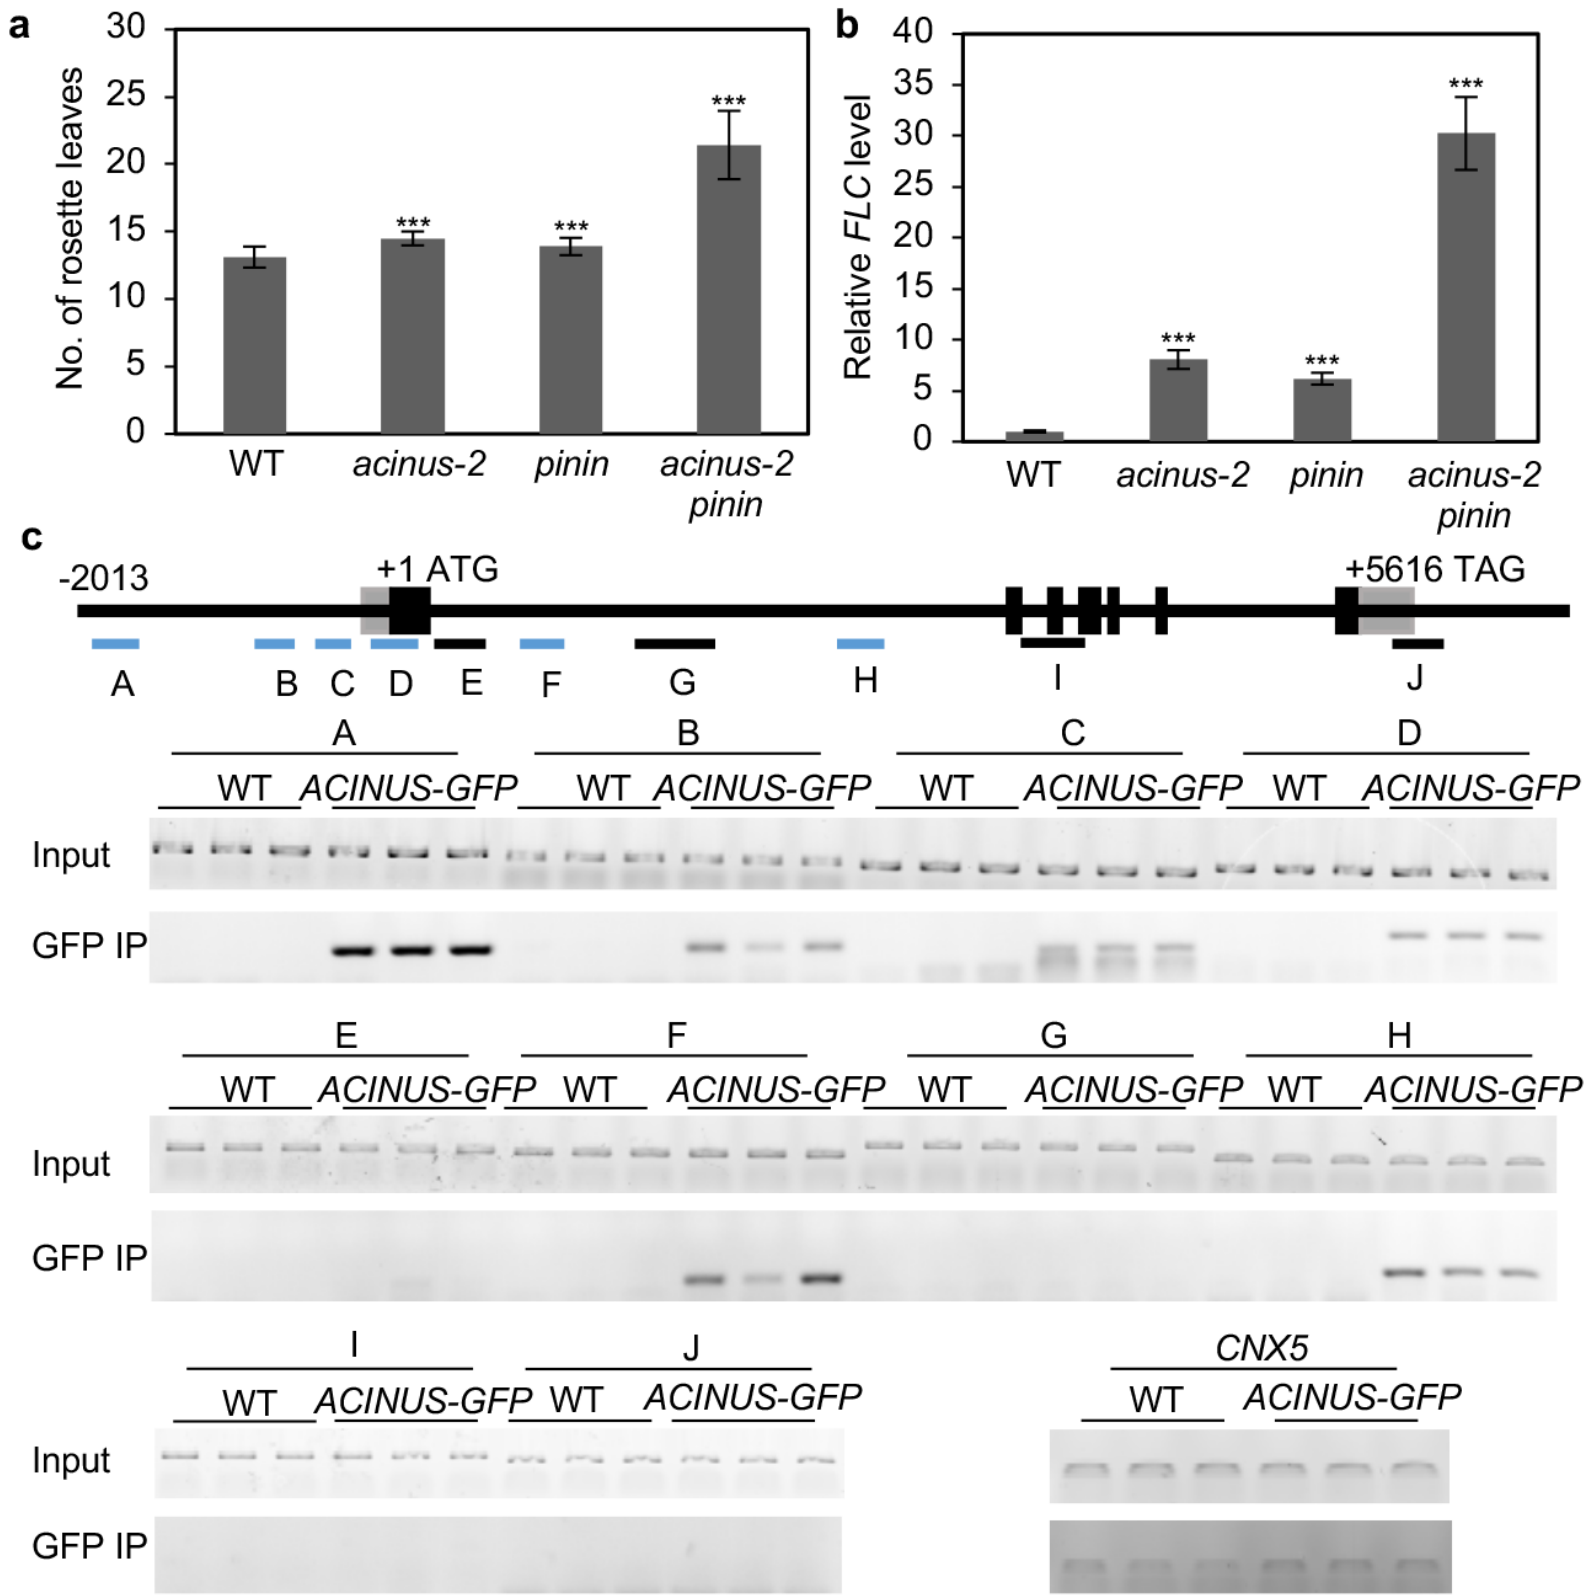 a
30
25
20
15
10
5
0
No. of rosette leaves
***
***
***
WT
acinus-2
pinin
acinus-2
pinin
b
40
35
30
25
20
15
10
5
0
Relative FLC level
***
***
***
WT
acinus-2
pinin
acinus-2
pinin
c
-2013
+1 ATG
+5616 TAG
A B C D E F G H I J
A B C D
WT ACINUS-GFP WT ACINUS-GFP WT ACINUS-GFP WT ACINUS-GFP
Input
GFP IP
E F G H
WT ACINUS-GFP WT ACINUS-GFP WT ACINUS-GFP WT ACINUS-GFP
Input
GFP IP
I J CNX5
WT ACINUS-GFP WT ACINUS-GFP WT ACINUS-GFP
Input
GFP IP